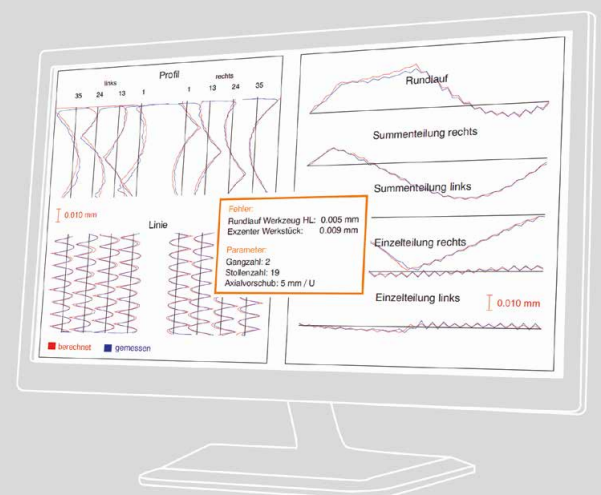 Profil
links
rechts
35 24 13 1 1 13 24 35
0.010 mm
Linie
berechnet gemessen
Fehler:
Rundlauf Werkzeug HL: 0.005 mm
Exzenter Werkstück: 0.009 mm
Parameter:
Gangzahl: 2
Stollenzahl: 19
Axialvorschub: 5 mm / U
Rundlauf
Summenteilung rechts
Summenteilung links
Einzelteilung rechts
Einzelteilung links
0.010 mm